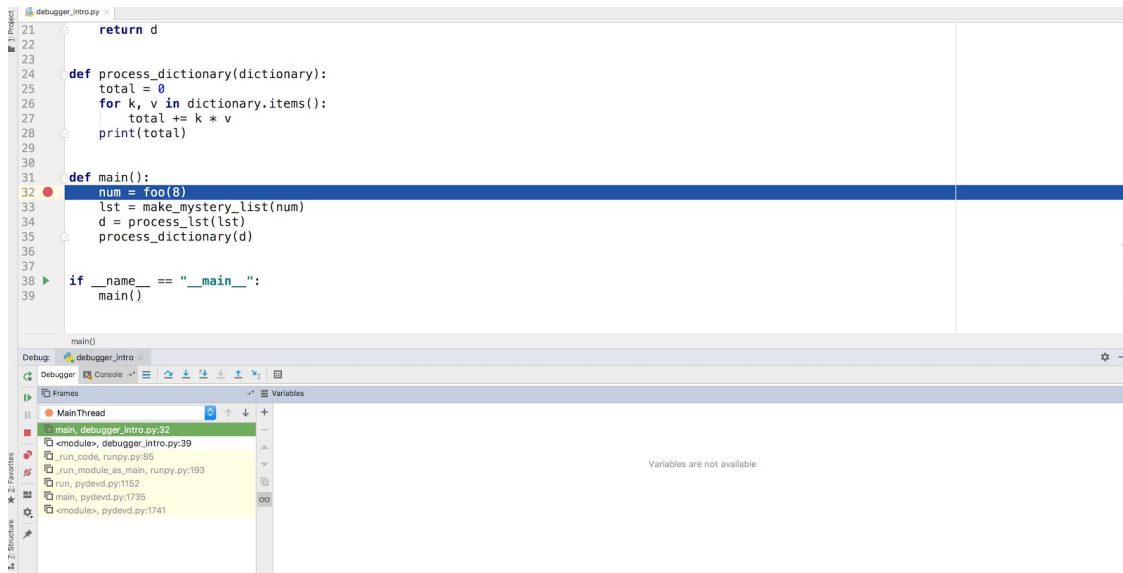 debugger_intro.py
1: Project
21 return d
22
23
24 def process_dictionary(dictionary):
25 total = 0
26 for k, v in dictionary.items():
27 total += k * v
28 print(total)
29
30
31 def main():
32 num = foo(8)
33 lst = make_mystery_list(num)
34 d = process_lst(lst)
35 process_dictionary(d)
36
37
38 if __name__ == "__main__":
39 main()
main()
Debug: debugger_intro
Debugger Console
Frames Variables
MainThread
main, debugger_intro.py:32
<module>, debugger_intro.py:39
_run_code, runpy.py:85
_run_module_as_main, runpy.py:193
run, pydevd.py:1152
main, pydevd.py:1735
<module>, pydevd.py:1741
Variables are not available
2: Favorites
7: Structure